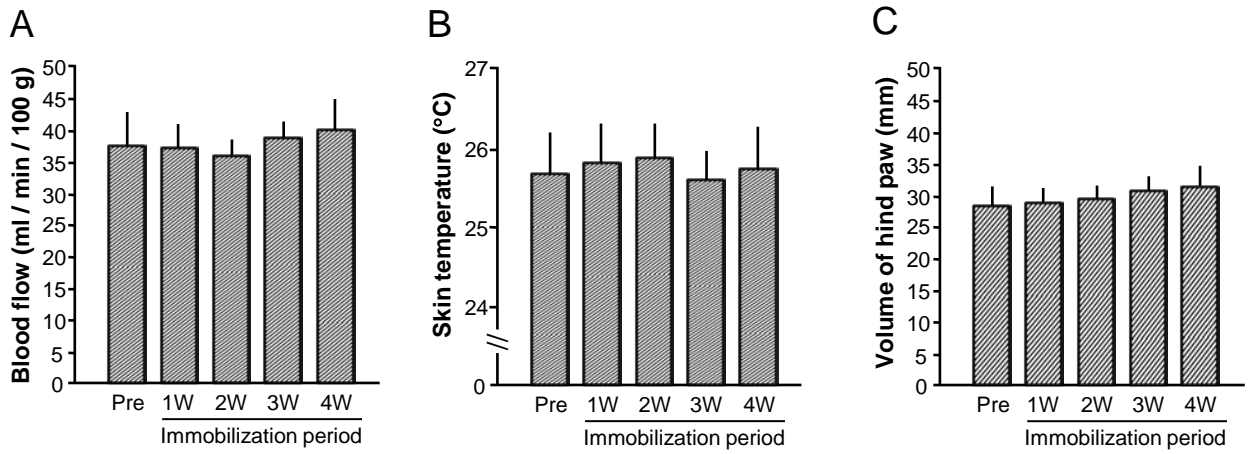 A
Blood flow (ml / min / 100 g)
50
45
40
35
30
25
20
15
10
5
0
Pre 1W 2W 3W 4W
Immobilization period
B
Skin temperature (°C)
27
26
25
24
0
Pre 1W 2W 3W 4W
Immobilization period
C
Volume of hind paw (mm)
50
45
40
35
30
25
20
15
10
5
0
Pre 1W 2W 3W 4W
Immobilization period